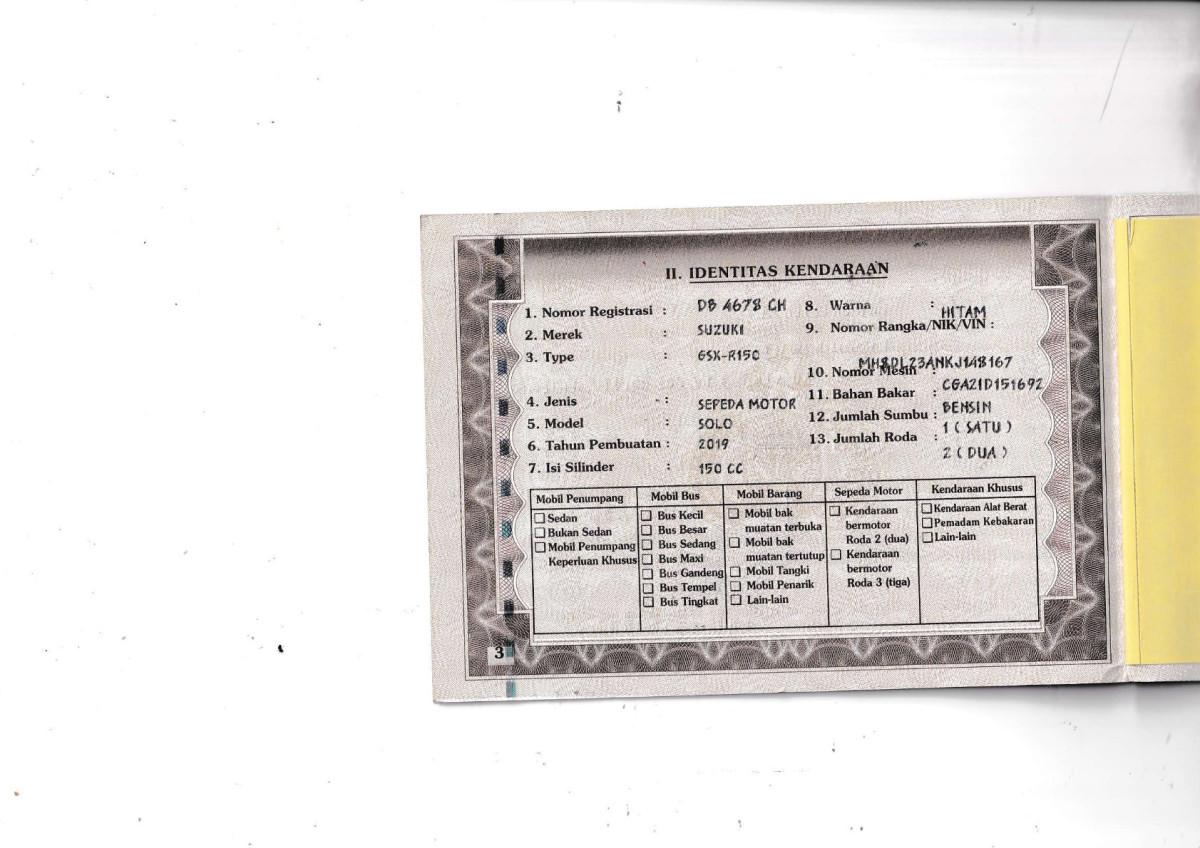 II. IDENTITAS KENDARAAN
1. Nomor Registrasi : DB 4678 CH
2. Merek : SUZUKI
3. Type : GSX-R150
4. Jenis : SEPEDA MOTOR
5. Model : SOLO
6. Tahun Pembuatan : 2019
7. Isi Silinder : 150 CC
8. Warna : HITAM
9. Nomor Rangka/NIK/VIN :
MH8DL23ANKJ148167
10. Nomor Mesin :
CGA21D151692
11. Bahan Bakar :
BENSIN
12. Jumlah Sumbu :
1 ( SATU )
13. Jumlah Roda :
2 ( DUA )
Mobil Penumpang
Sedan
Bukan Sedan
Mobil Penumpang
Keperluan Khusus
Mobil Bus
Bus Kecil
Bus Besar
Bus Sedang
Bus Maxi
Bus Gandeng
Bus Tempel
Bus Tingkat
Mobil Barang
Mobil bak
muatan terbuka
Mobil bak
muatan tertutup
Mobil Tangki
Mobil Penarik
Lain-lain
Sepeda Motor
Kendaraan
bermotor
Roda 2 (dua)
Kendaraan
bermotor
Roda 3 (tiga)
Kendaraan Khusus
Kendaraan Alat Berat
Pemadam Kebakaran
Lain-lain
3